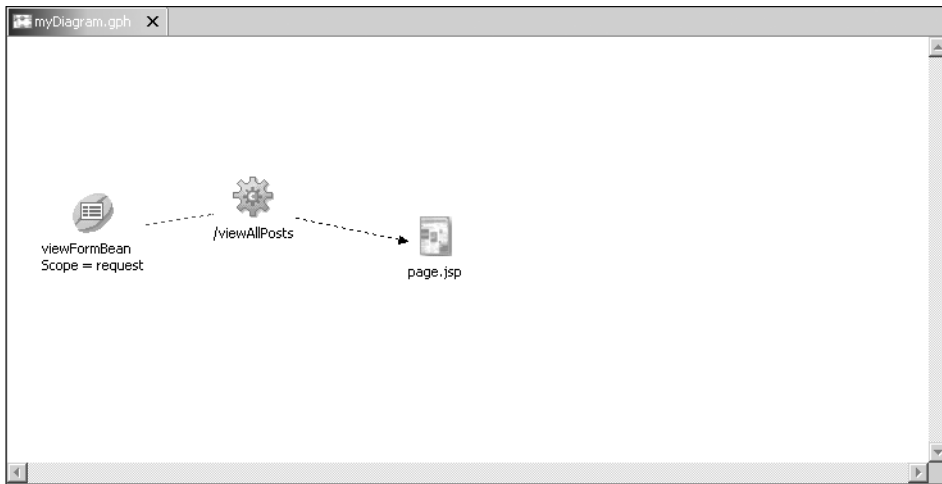 myDiagram.gph
/viewAllPosts
viewFormBean
Scope = request
page.jsp